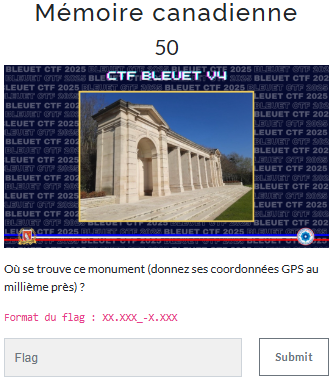 Mémoire canadienne
50
BLEUET CTF 2025
CTF BLEUET V4
Où se trouve ce monument (donnez ses coordonnées GPS au
millième près) ?
Format du flag : XX.XXX_-X.XXX
Flag
Submit